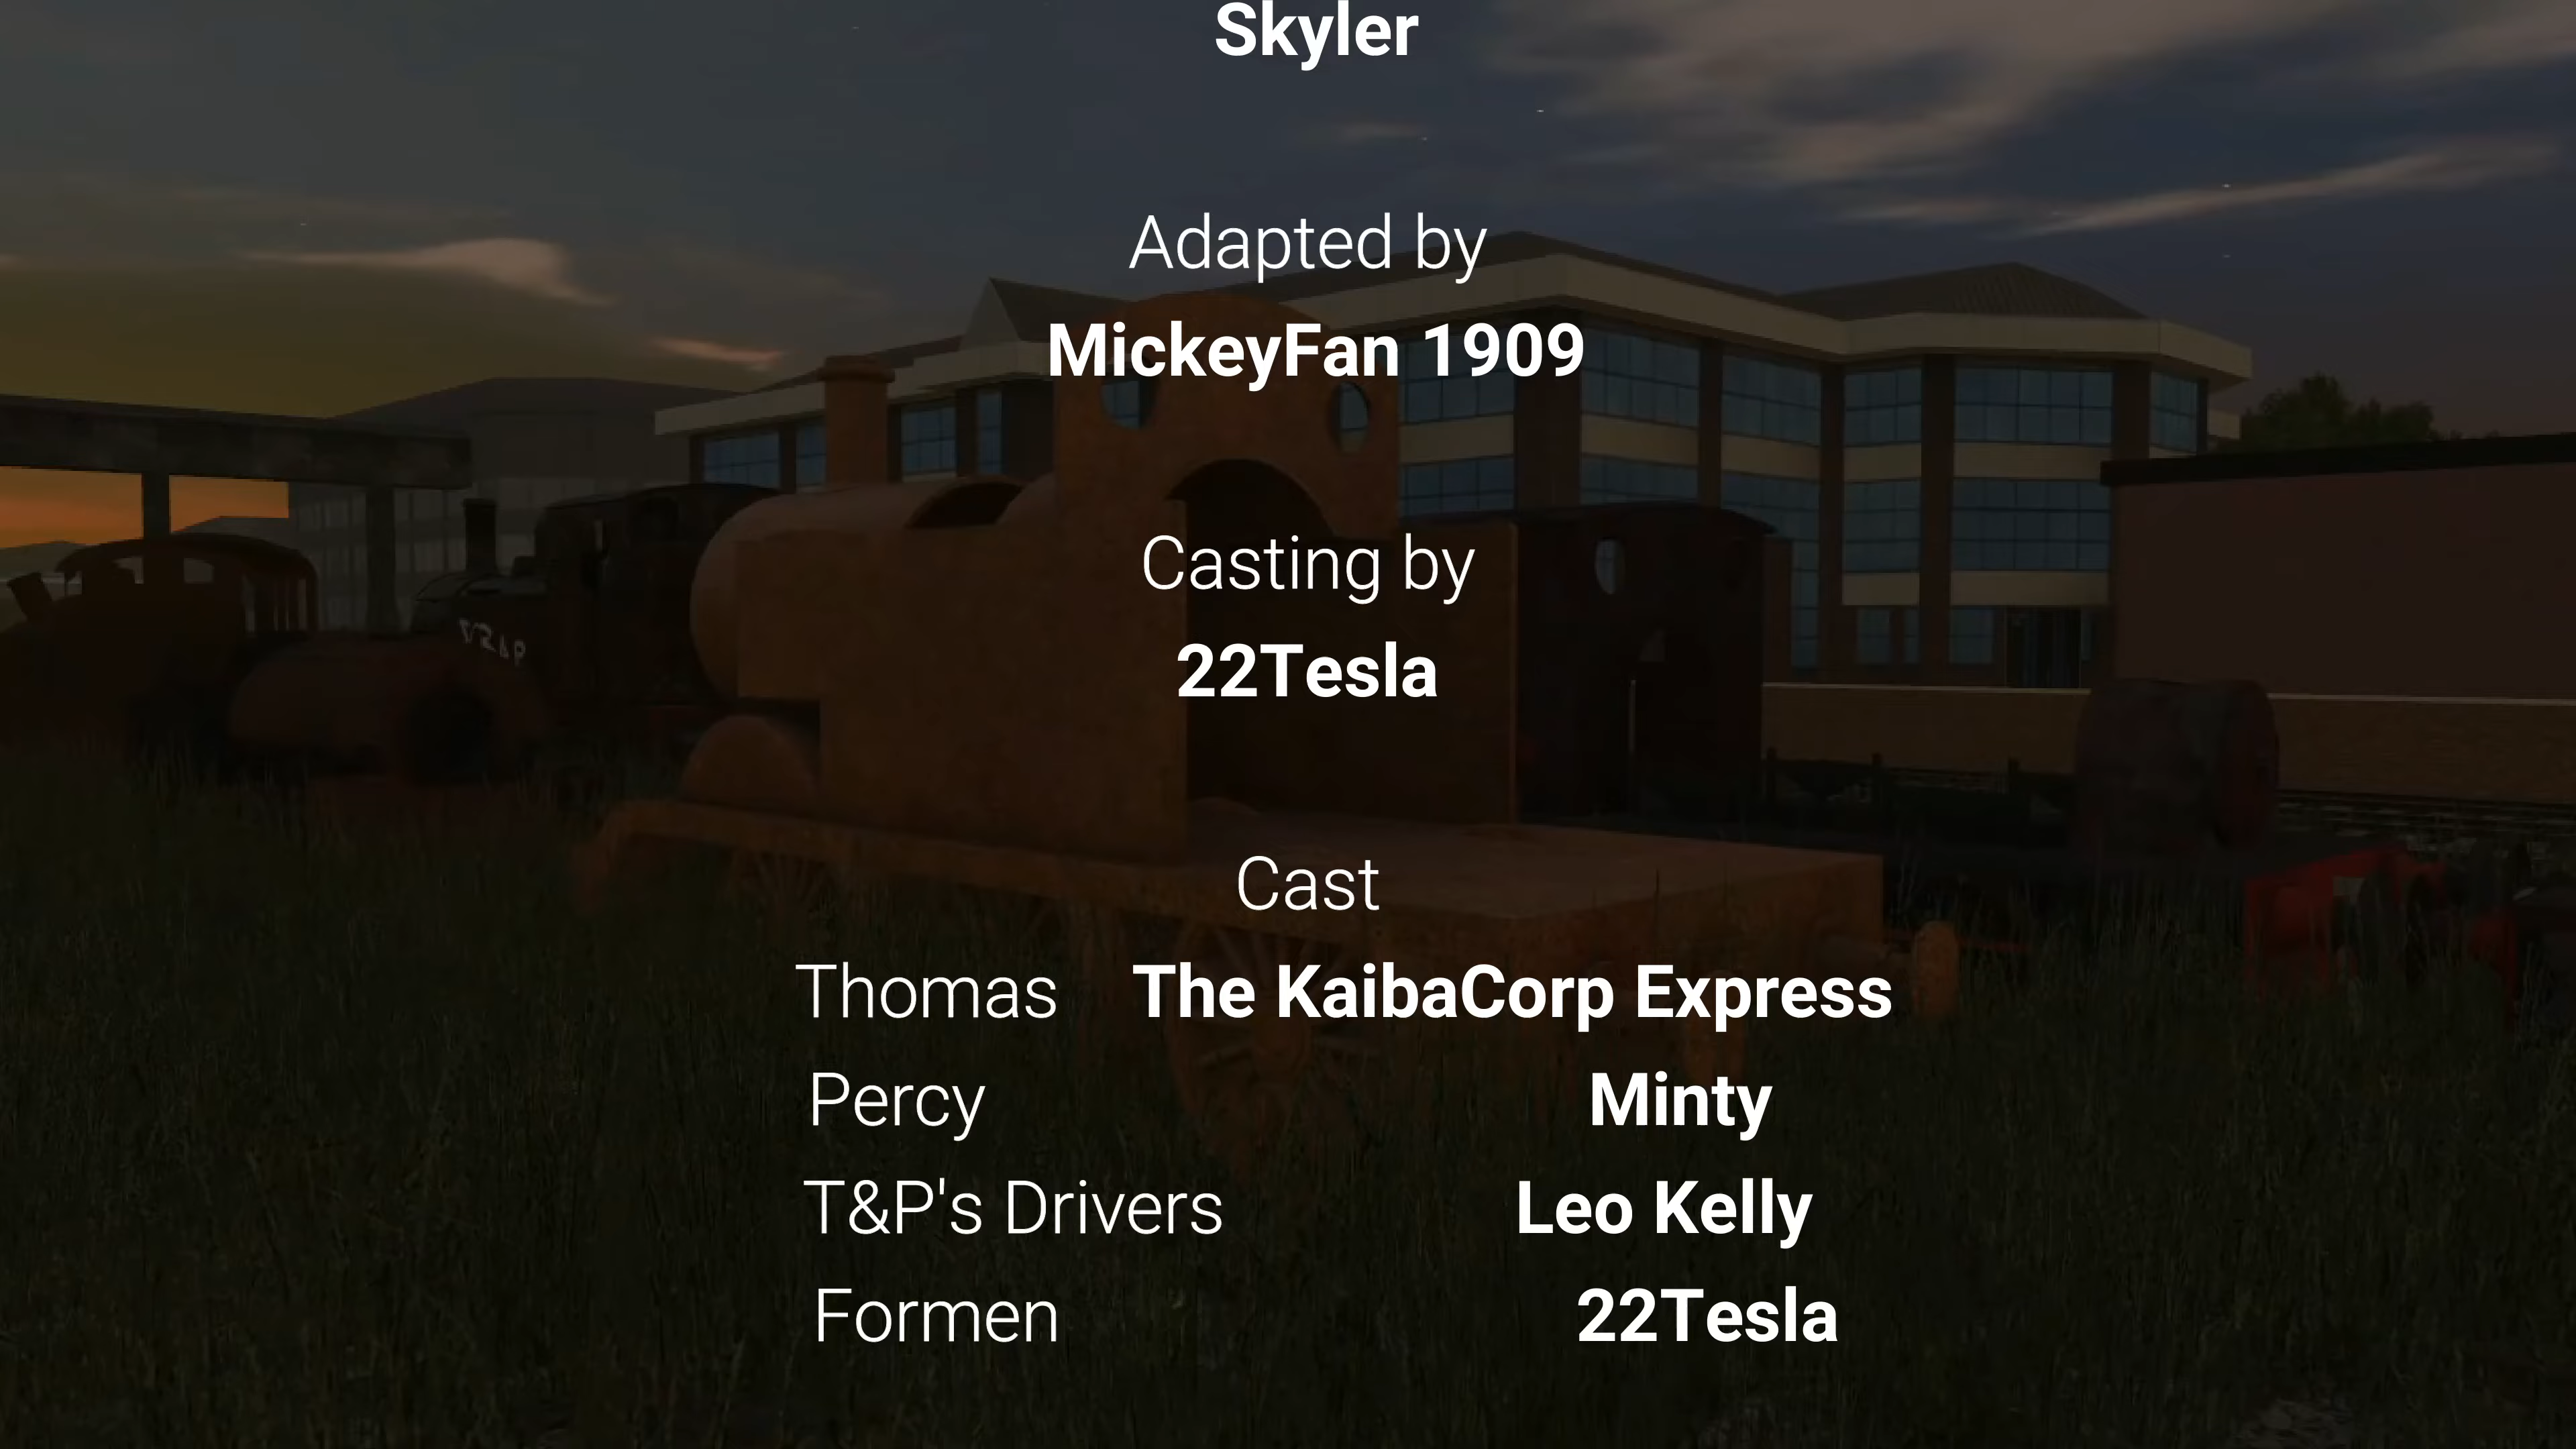 Skyler
Adapted by
MickeyFan 1909
Casting by
22Tesla
Cast
Thomas The KaibaCorp Express
Percy Minty
T&P's Drivers Leo Kelly
Formen 22Tesla